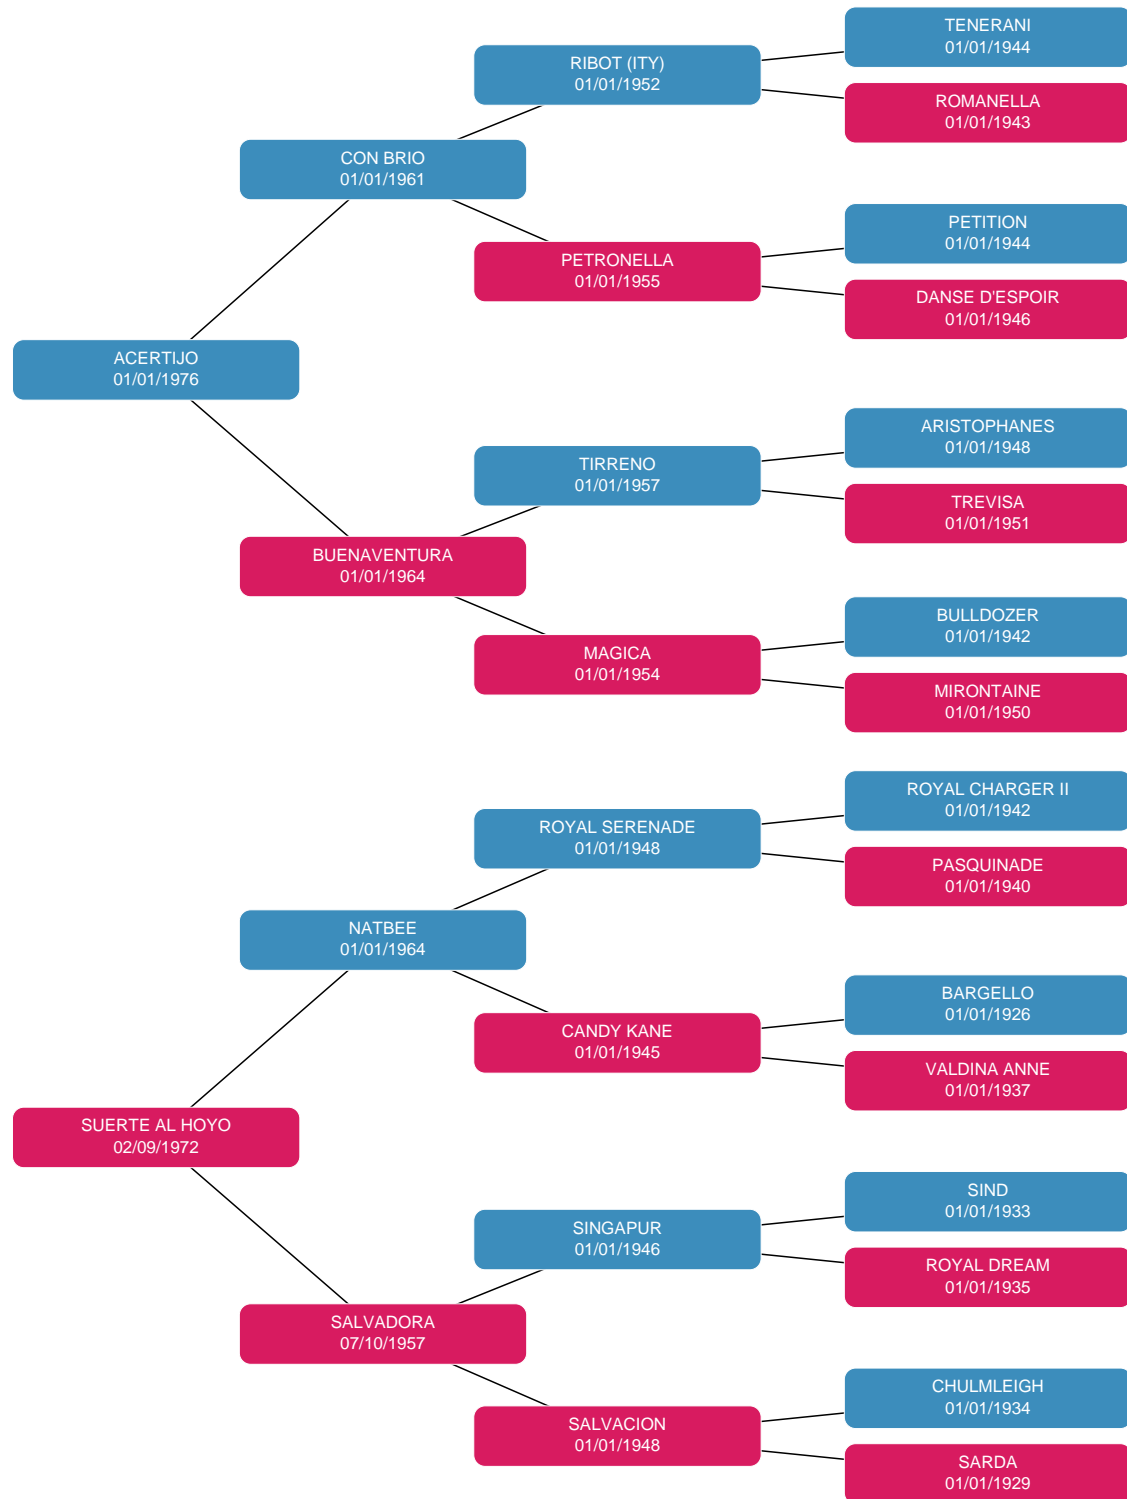 TENERANI
01/01/1944
RIBOT (ITY)
01/01/1952
ROMANELLA
01/01/1943
CON BRIO
01/01/1961
PETITION
01/01/1944
PETRONELLA
01/01/1955
DANSE D'ESPOIR
01/01/1946
ACERTIJO
01/01/1976
ARISTOPHANES
01/01/1948
TIRRENO
01/01/1957
TREVISA
01/01/1951
BUENAVENTURA
01/01/1964
BULLDOZER
01/01/1942
MAGICA
01/01/1954
MIRONTAINE
01/01/1950
ROYAL CHARGER II
01/01/1942
ROYAL SERENADE
01/01/1948
PASQUINADE
01/01/1940
NATBEE
01/01/1964
BARGELLO
01/01/1926
CANDY KANE
01/01/1945
VALDINA ANNE
01/01/1937
SUERTE AL HOYO
02/09/1972
SIND
01/01/1933
SINGAPUR
01/01/1946
ROYAL DREAM
01/01/1935
SALVADORA
07/10/1957
CHULMLEIGH
01/01/1934
SALVACION
01/01/1948
SARDA
01/01/1929